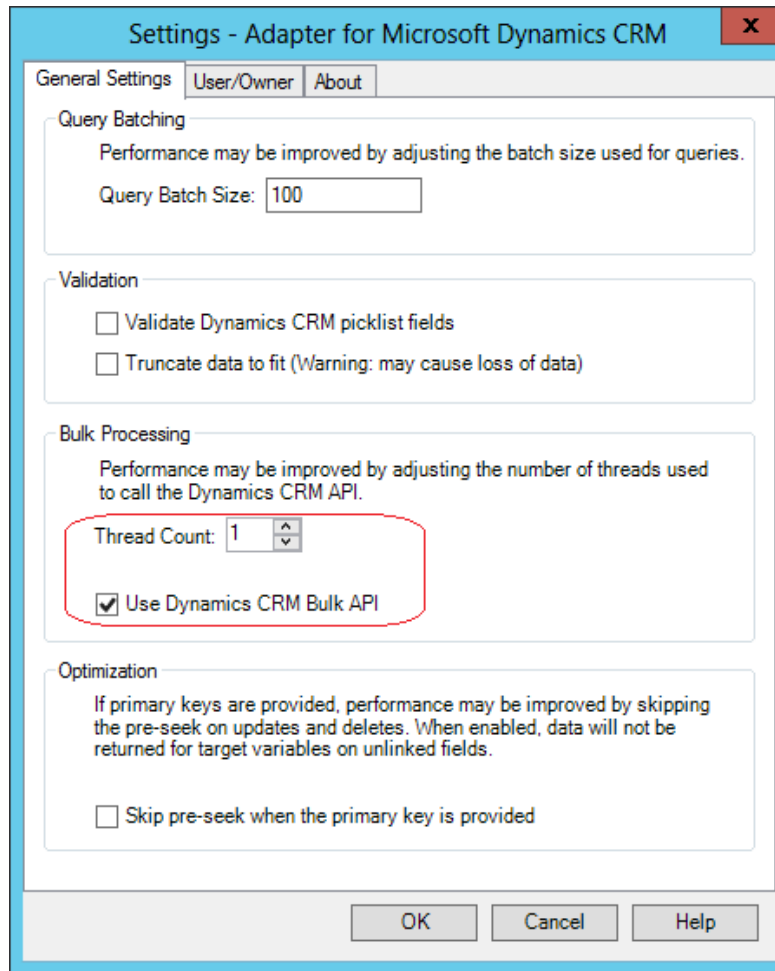 Settings - Adapter for Microsoft Dynamics CRM
x
General Settings User/Owner About
Query Batching
Performance may be improved by adjusting the batch size used for queries.
Query Batch Size: 100
Validation
Validate Dynamics CRM picklist fields
Truncate data to fit (Warning: may cause loss of data)
Bulk Processing
Performance may be improved by adjusting the number of threads used
to call the Dynamics CRM API.
Thread Count: 1
Use Dynamics CRM Bulk API
Optimization
If primary keys are provided, performance may be improved by skipping
the pre-seek on updates and deletes. When enabled, data will not be
returned for target variables on unlinked fields.
Skip pre-seek when the primary key is provided
OK Cancel Help